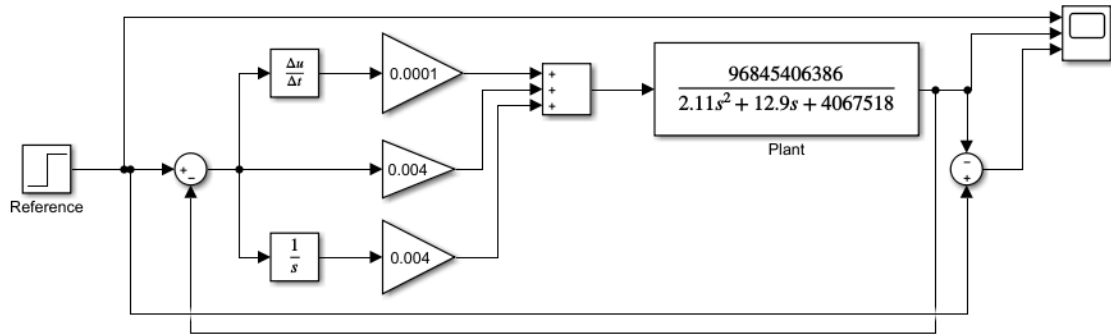 Δu
Δt
0.0001
+
+
+
96845406386
2.11s² + 12.9s + 4067518
Plant
Reference
+
−
0.004
−
+
1
s
0.004